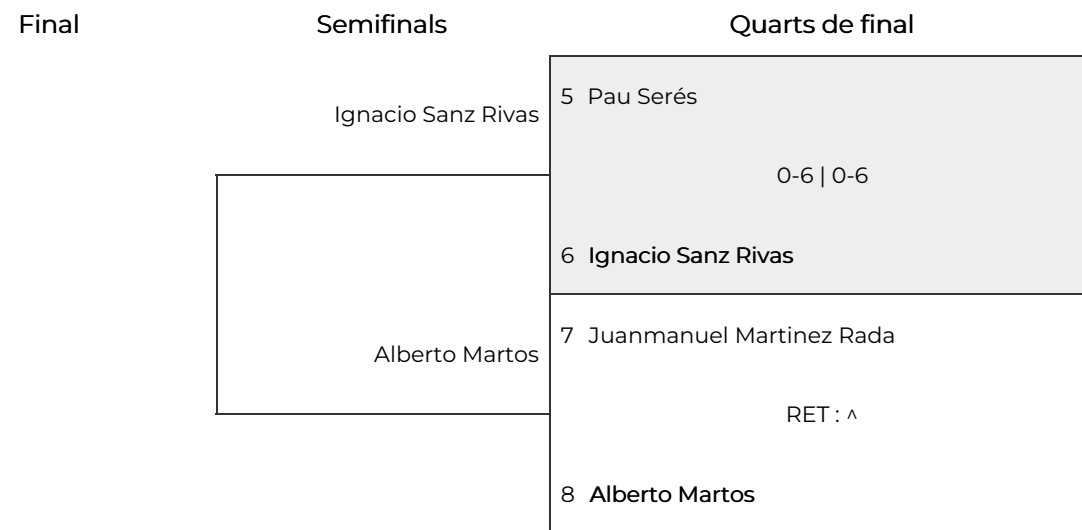 Final Semifinals Quarts de final
5 Pau Serés
Ignacio Sanz Rivas
0-6 | 0-6
6 Ignacio Sanz Rivas
7 Juanmanuel Martinez Rada
Alberto Martos
RET : ^
8 Alberto Martos